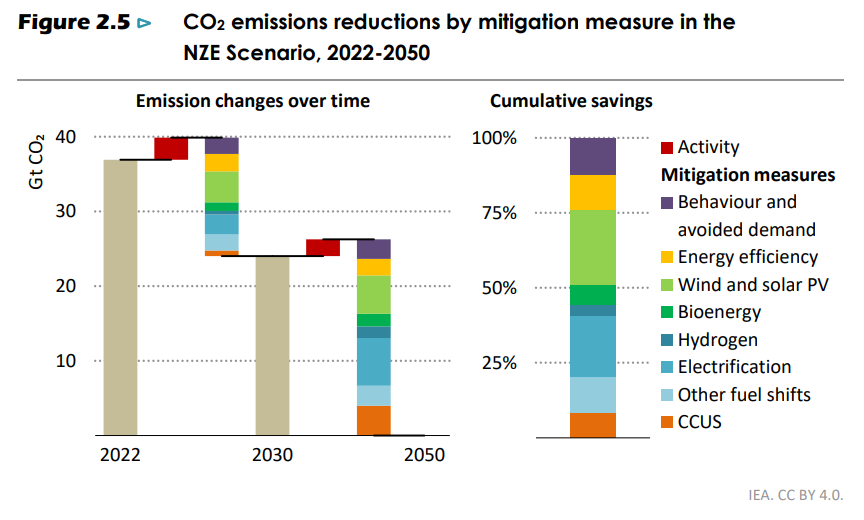 Figure 2.5 ▷ CO₂ emissions reductions by mitigation measure in the
NZE Scenario, 2022-2050
Emission changes over time
Gt CO₂
40
30
20
10
2022 2030 2050
Cumulative savings
100%
75%
50%
25%
Activity
Mitigation measures
Behaviour and
avoided demand
Energy efficiency
Wind and solar PV
Bioenergy
Hydrogen
Electrification
Other fuel shifts
CCUS
IEA. CC BY 4.0.